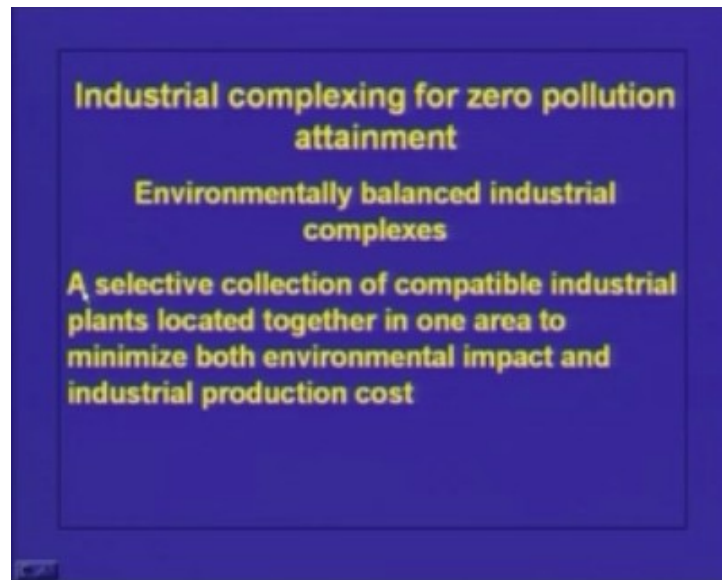 Industrial complexing for zero pollution
attainment
Environmentally balanced industrial
complexes
A selective collection of compatible industrial
plants located together in one area to
minimize both environmental impact and
industrial production cost